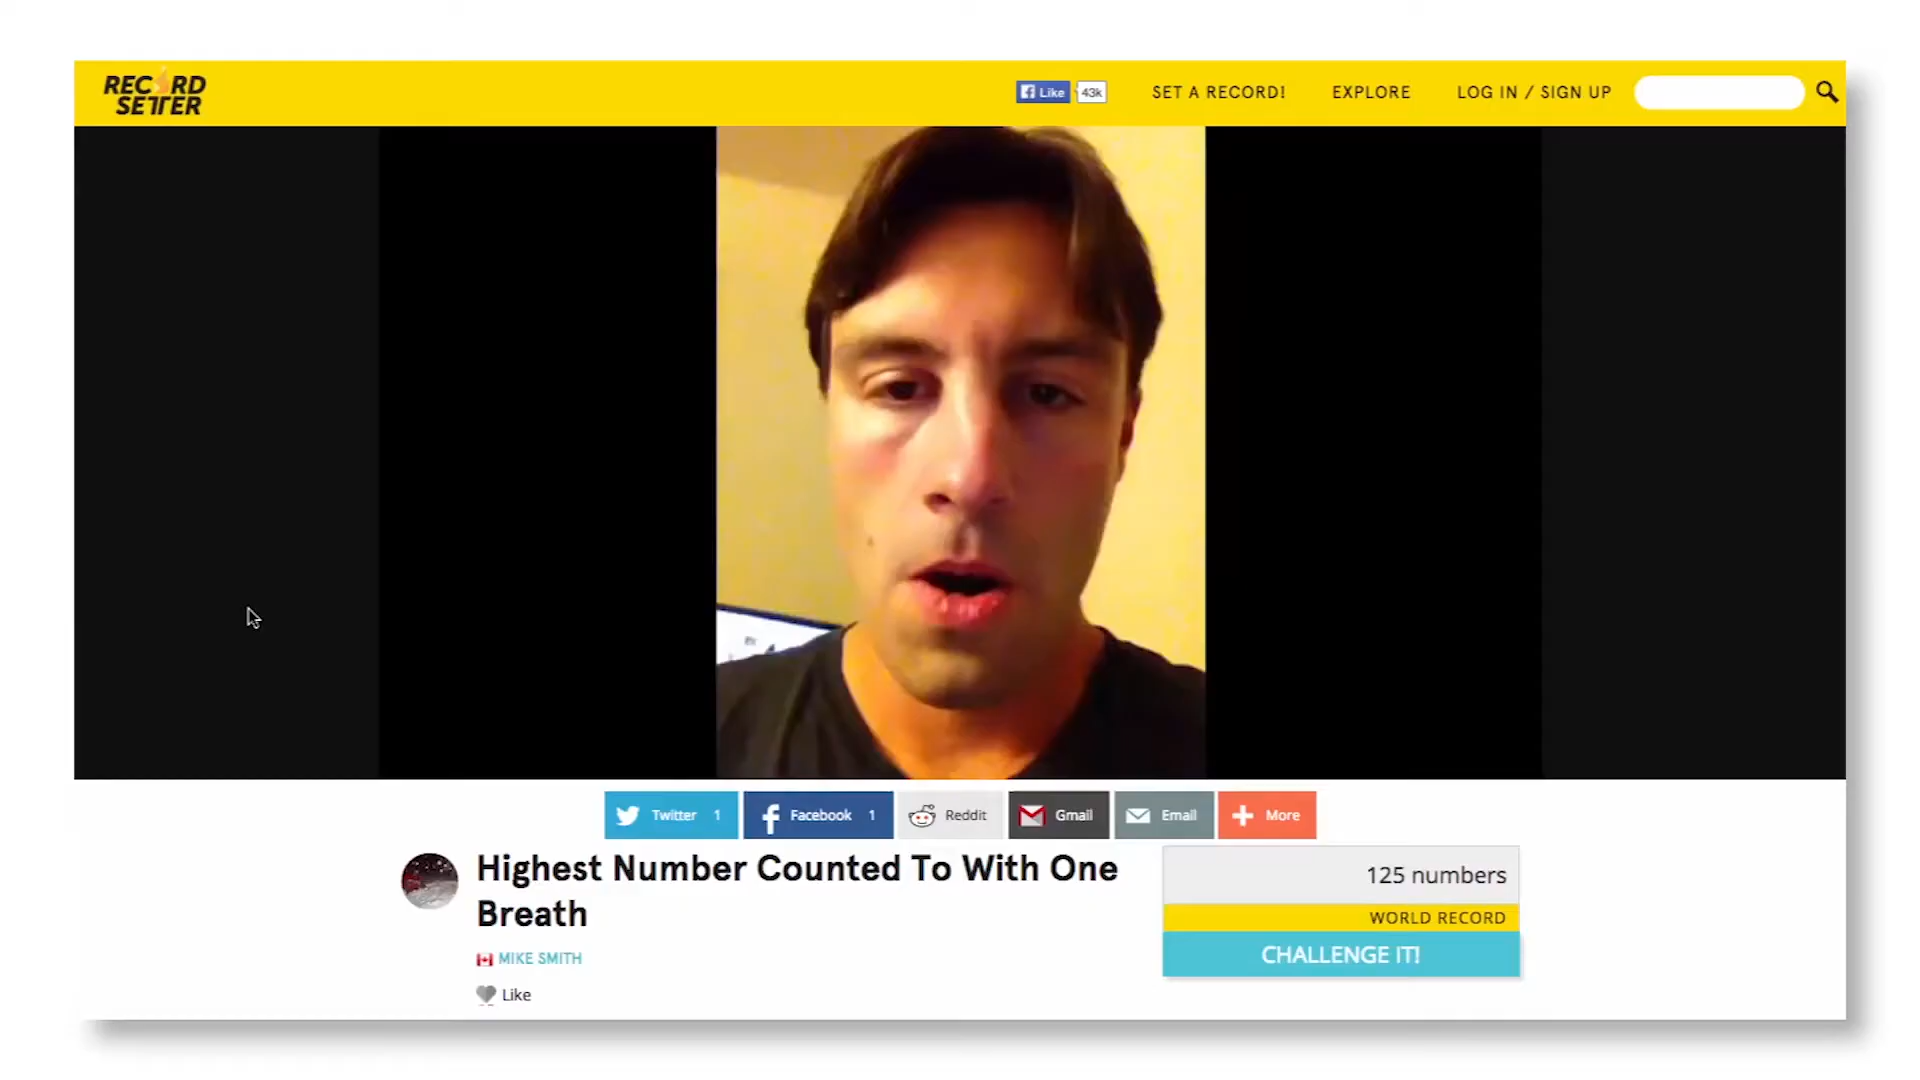 RECORD
SETTER
Like 43k SET A RECORD! EXPLORE LOG IN / SIGN UP
Twitter 1 Facebook 1 Reddit Gmail Email More
Highest Number Counted To With One
Breath
MIKE SMITH
Like
125 numbers
WORLD RECORD
CHALLENGE IT!